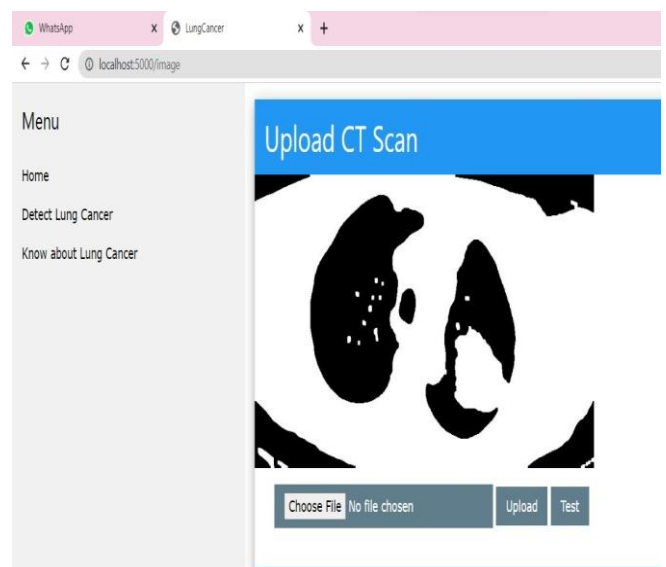 WhatsApp x LungCancer x +
localhost:5000/image
Menu
Upload CT Scan
Home
Detect Lung Cancer
Know about Lung Cancer
Choose File No file chosen Upload Test